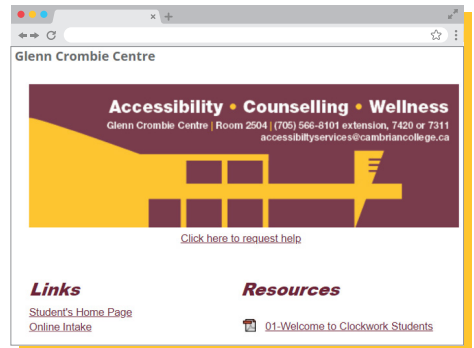 Glenn Crombie Centre
Accessibility • Counselling • Wellness
Glenn Crombie Centre | Room 2504 | (705) 566-8101 extension, 7420 or 7311
accessibiltyservices@cambriancollege.ca
Click here to request help
Links
Resources
Student's Home Page
Online Intake
01-Welcome to Clockwork Students